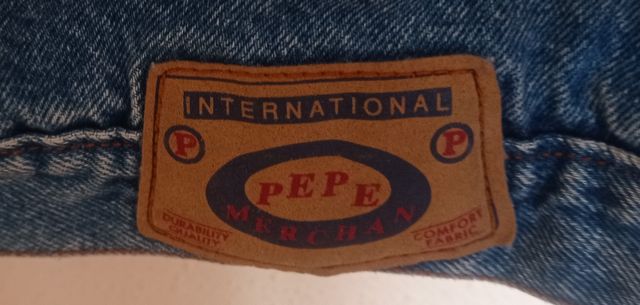 INTERNATIONAL
P P
PEPE
MERCHAN
DURABILITY
QUALITY
COMFORT
FABRIC